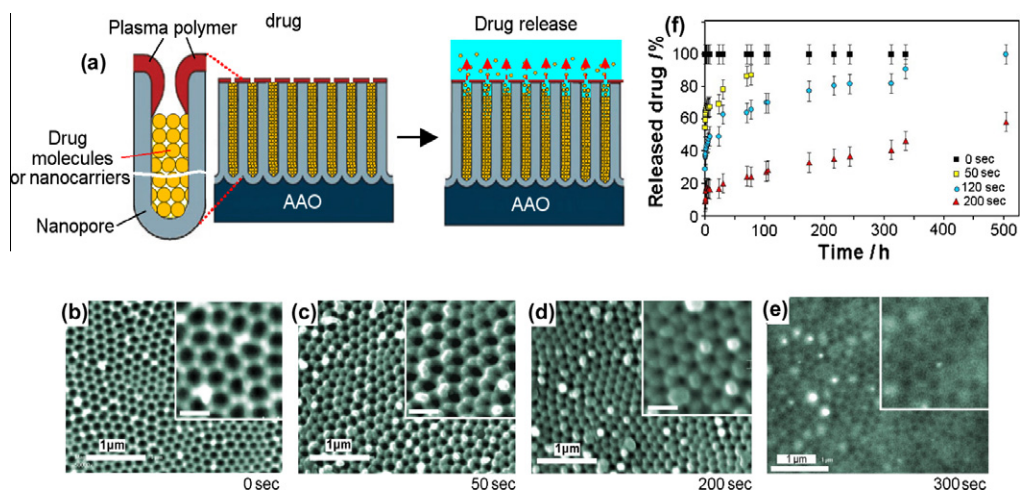 Plasma polymer
drug
Drug release
(a)
Drug
molecules
or nanocarriers
Nanopore
AAO
AAO
(f)
Released drug / %
100
80
60
40
20
0
0
100
200
300
400
500
Time / h
0 sec
50 sec
120 sec
200 sec
(b)
1μm
0 sec
(c)
1μm
50 sec
(d)
1μm
200 sec
(e)
1 μm
300sec